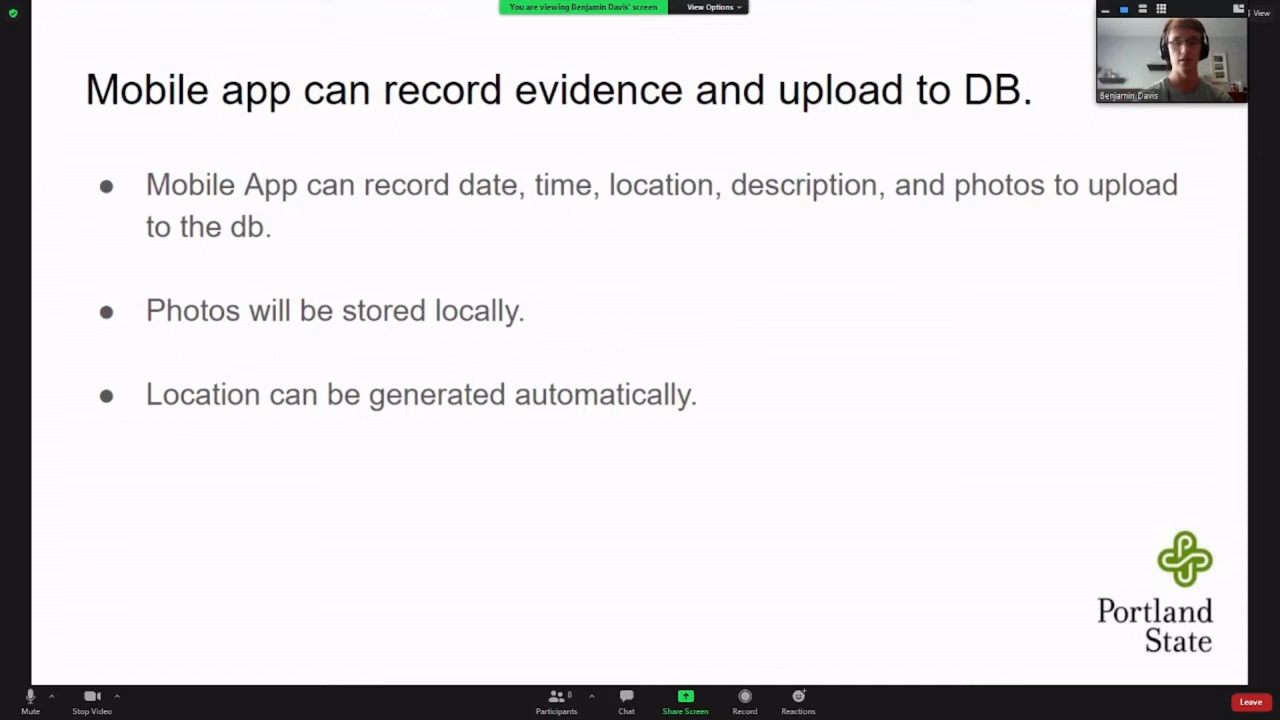 You are viewing Benjamin Davis' screen
View Options
View
Benjamin Davis
Mobile app can record evidence and upload to DB.
● Mobile App can record date, time, location, description, and photos to upload
to the db.
● Photos will be stored locally.
● Location can be generated automatically.
Portland
State
Mute
Stop Video
Participants
8
Chat
Share Screen
Record
Reactions
Leave